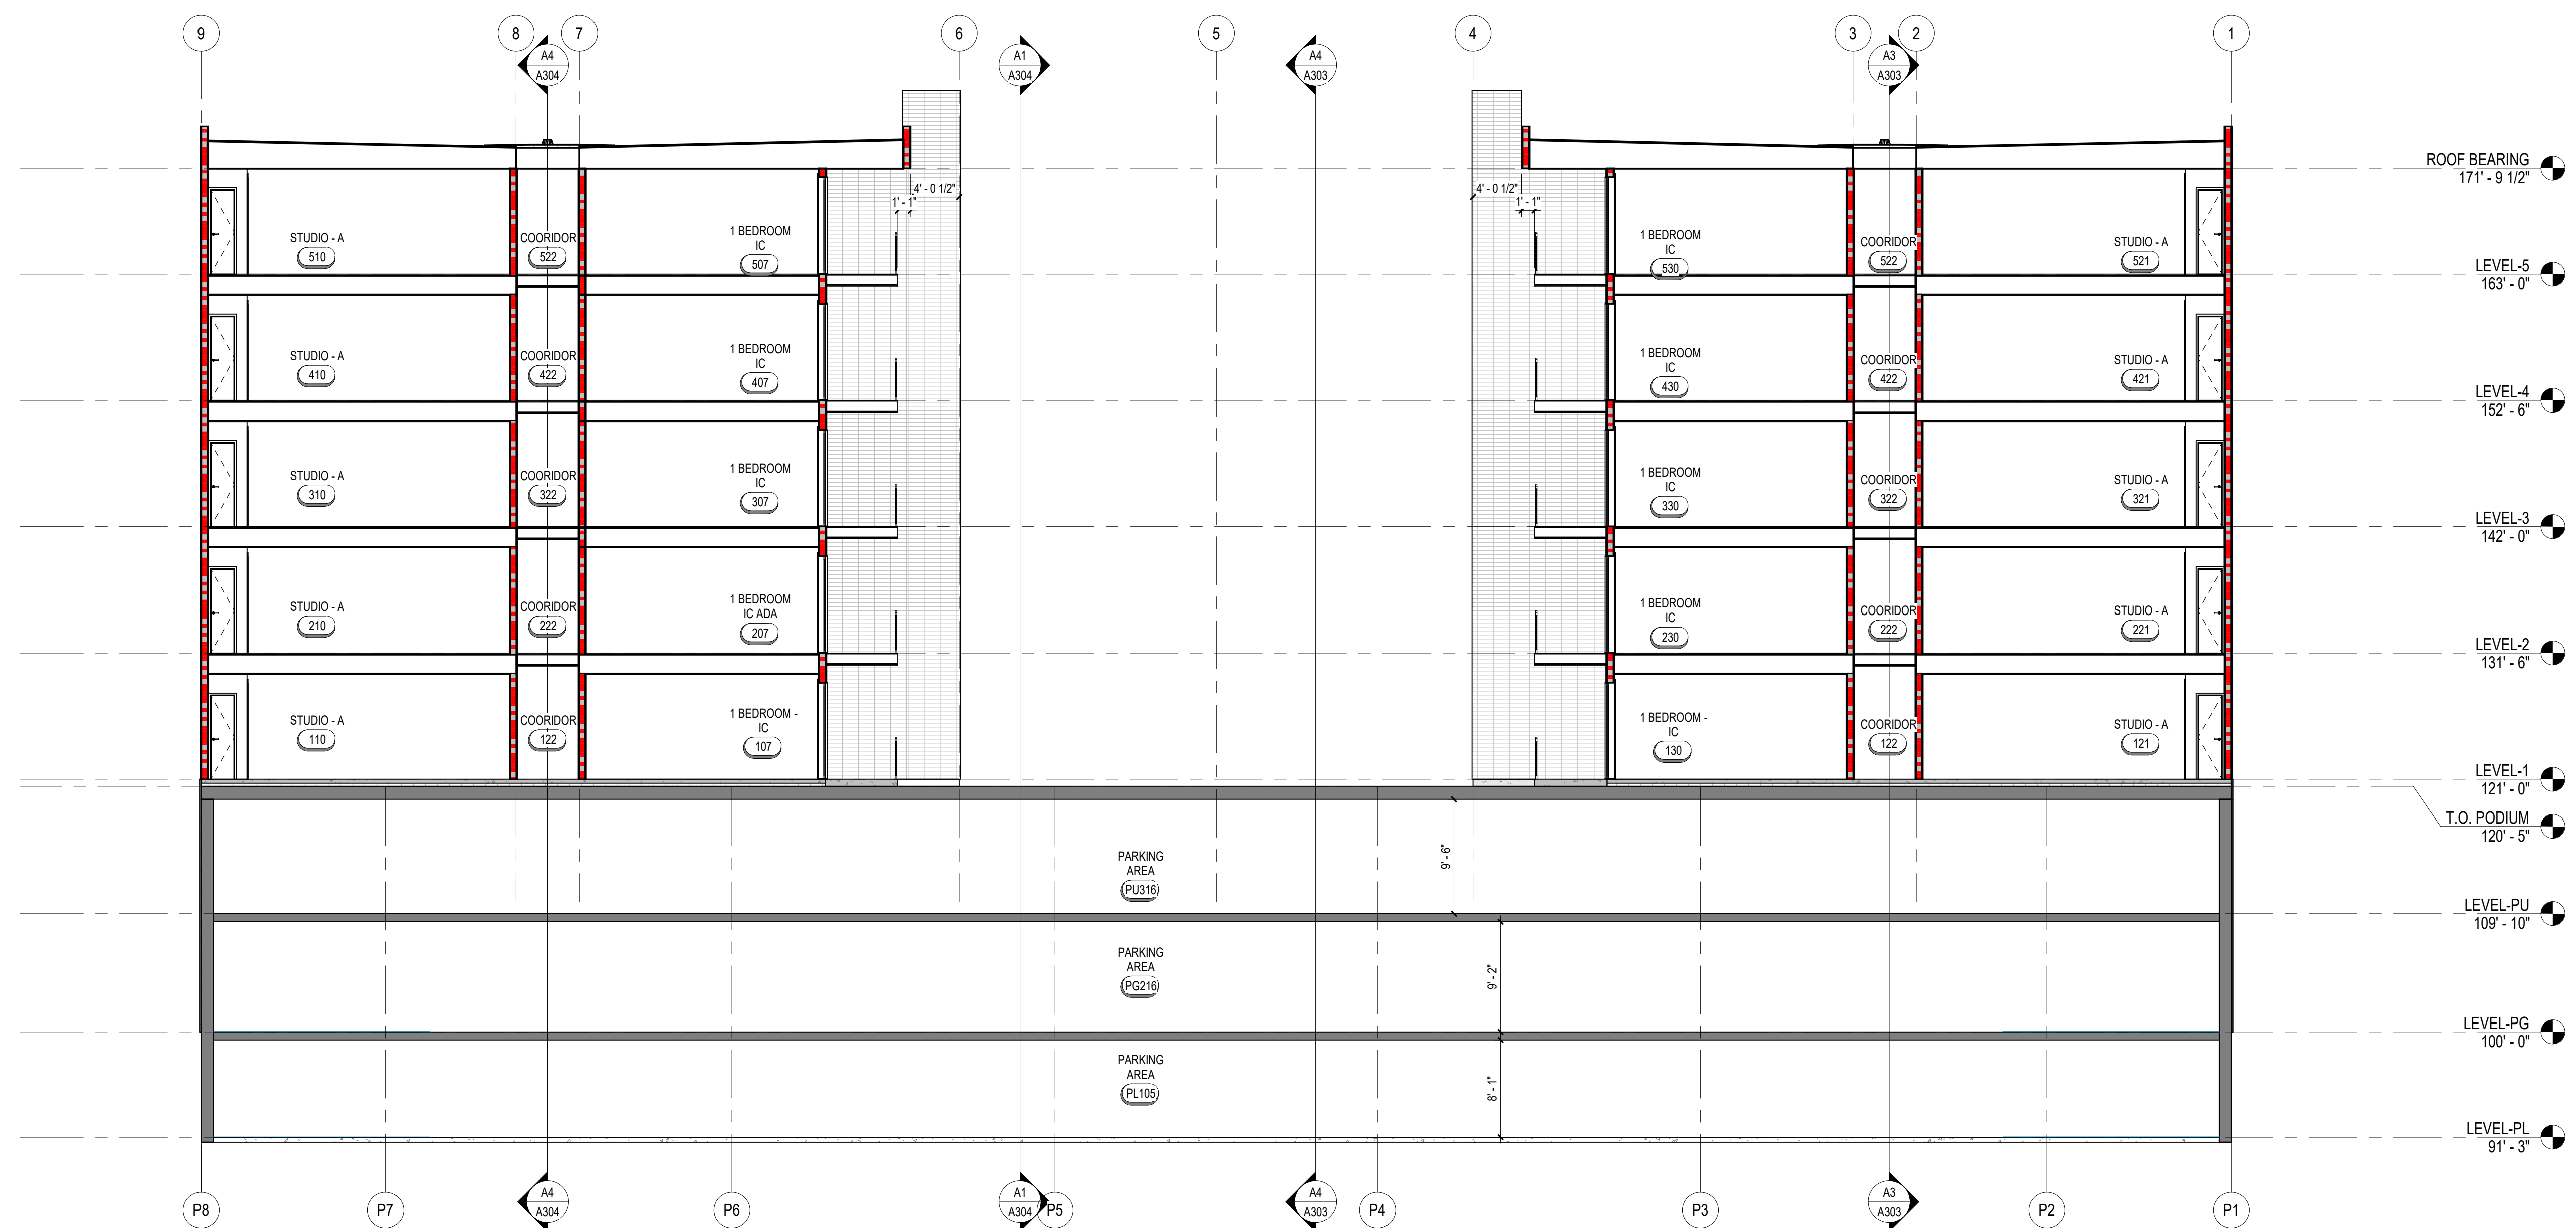 9
8
7
6
5
4
3
2
1
A4
A304
A1
A304
A4
A303
A3
A303
ROOF BEARING
171' - 9 1/2"
4' - 0 1/2"
1' - 1"
4' - 0 1/2"
1' - 1"
STUDIO - A
510
COORIDOR
522
1 BEDROOM
IC
507
1 BEDROOM
IC
530
COORIDOR
522
STUDIO - A
521
LEVEL-5
163' - 0"
STUDIO - A
410
COORIDOR
422
1 BEDROOM
IC
407
1 BEDROOM
IC
430
COORIDOR
422
STUDIO - A
421
LEVEL-4
152' - 6"
STUDIO - A
310
COORIDOR
322
1 BEDROOM
IC
307
1 BEDROOM
IC
330
COORIDOR
322
STUDIO - A
321
LEVEL-3
142' - 0"
STUDIO - A
210
COORIDOR
222
1 BEDROOM
IC ADA
207
1 BEDROOM
IC
230
COORIDOR
222
STUDIO - A
221
LEVEL-2
131' - 6"
STUDIO - A
110
COORIDOR
122
1 BEDROOM -
IC
107
1 BEDROOM -
IC
130
COORIDOR
122
STUDIO - A
121
LEVEL-1
121' - 0"
T.O. PODIUM
120' - 5"
PARKING
AREA
PU316
9' - 6"
LEVEL-PU
109' - 10"
PARKING
AREA
PG216
9' - 2"
LEVEL-PG
100' - 0"
PARKING
AREA
PL105
8' - 1"
LEVEL-PL
91' - 3"
A4
A304
A1
A304
A4
A303
A3
A303
P8
P7
P6
P5
P4
P3
P2
P1